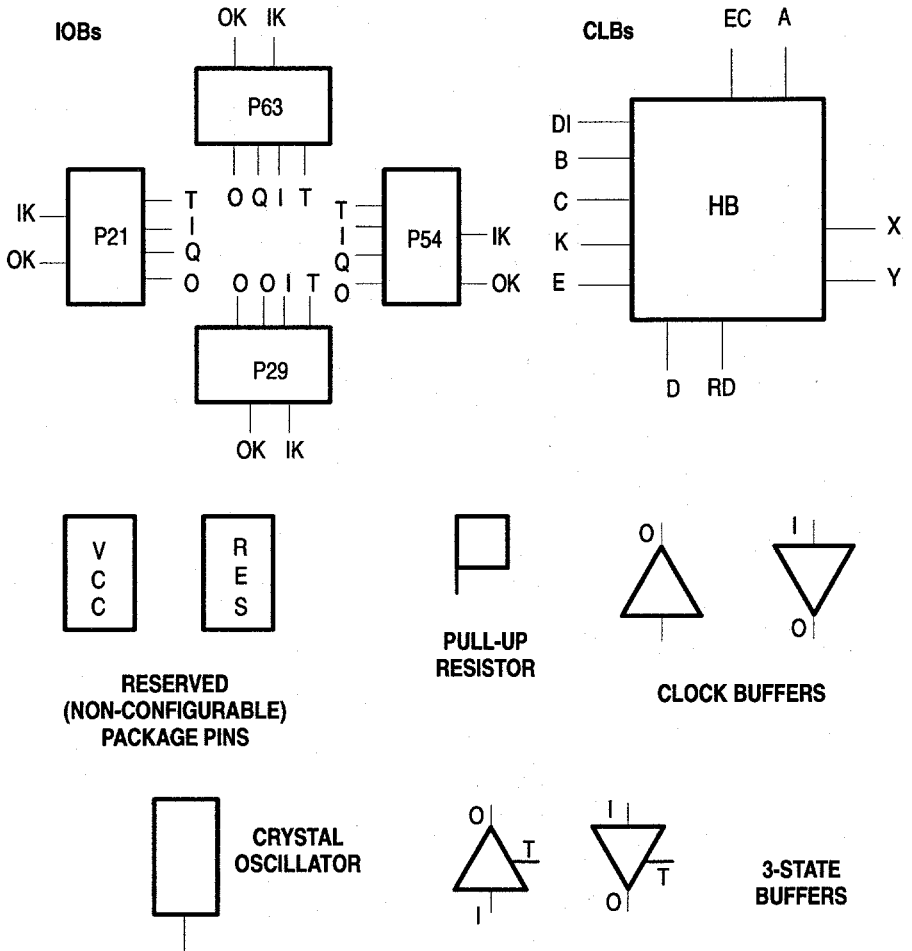 IOBs
OK IK
CLBs
EC A
P63
DI
B
C
K
E
HB
X
Y
D RD
O Q I T
IK
OK
P21
T
I
Q
O
T
I
Q
O
P54
IK
OK
O O I T
P29
OK IK
V
C
C
R
E
S
RESERVED
(NON-CONFIGURABLE)
PACKAGE PINS
PULL-UP
RESISTOR
O
I
O
CLOCK BUFFERS
CRYSTAL
OSCILLATOR
O
T
I
I
T
O
3-STATE
BUFFERS